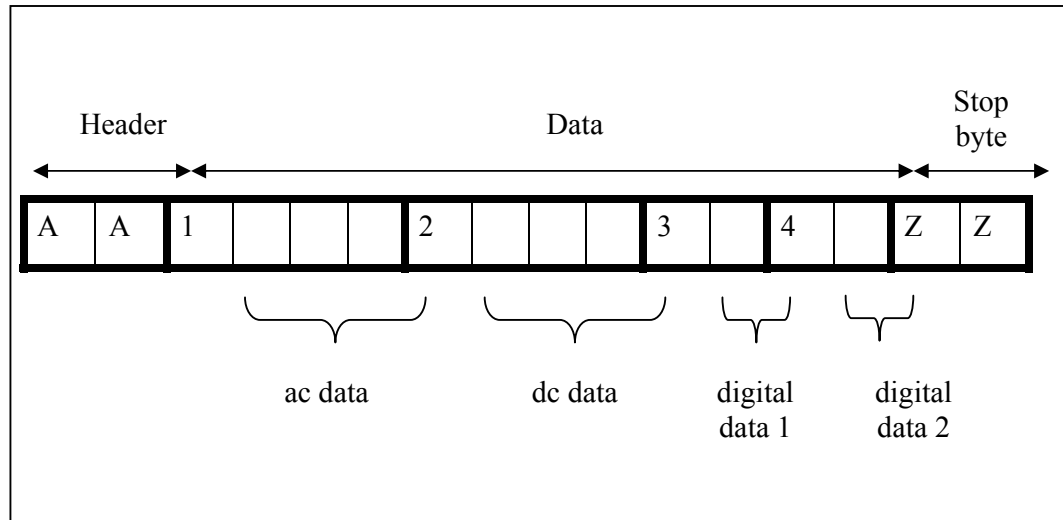 Header
Data
Stop
byte
A A 1 2 3 4 Z Z
ac data
dc data
digital
data 1
digital
data 2